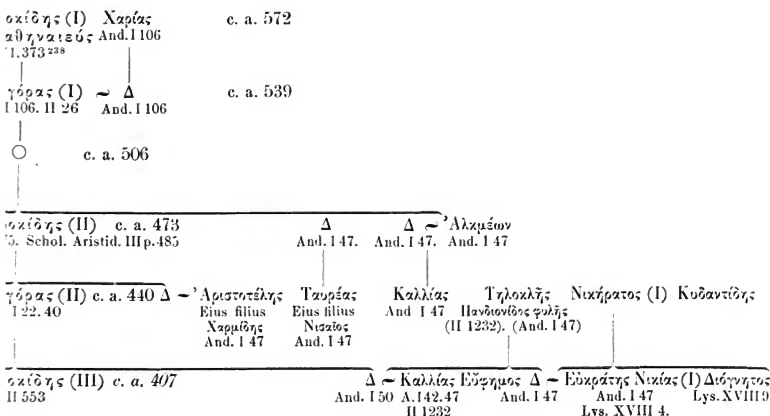 οκίδης (I) Χαρίας c. a. 572
αθηναιεύς And. I 106
I.373²³⁸
γόρας (I) ~ Δ c. a. 539
I 106. II 26 And. I 106
c. a. 506
οκίδης (II) c. a. 473 Δ Δ ~ Ἀλκμέων
5. Schol. Aristid. III p. 485 And. I 47. And. I 47. And. I 47
γόρας (II) c. a. 440 Δ ~ Ἀριστοτέλης Ταυρέας Καλλίας Τηλοκλῆς Νικήρατος (I) Κυδαντίδης
I 22. 40 Eius filius Eius filius And I 47 Πανδιονίδος φυλῆς
Χαρμίδης Νισαῖος (II 1232). (And. I 47)
And. I 47 And. I 47
οκίδης (III) c. a. 407 Δ ~ Καλλίας Εὔφημος Δ ~ Εὐκράτης Νικίας (I) Διόγνητος
II 553 And. I 50 A. I 42. 47 And. I 47 And. I 47 Lys. XVIII 9
II 1232 Lys. XVIII 4.